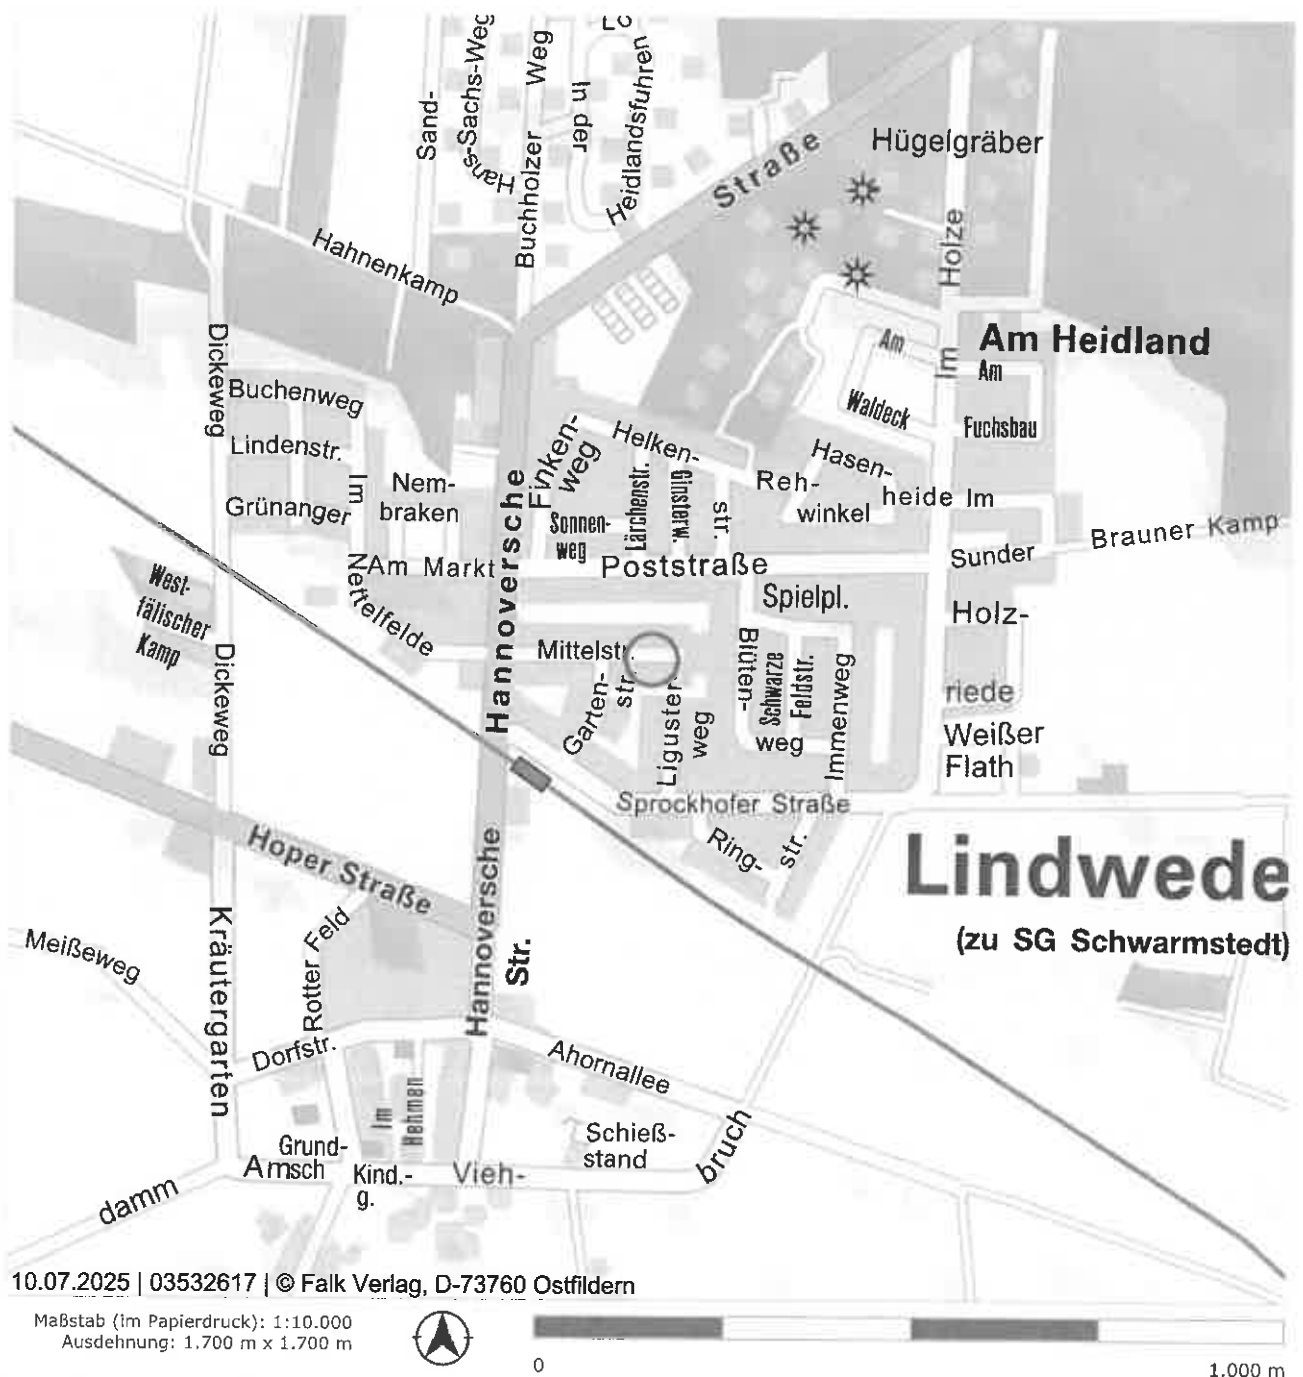 Sand-
Hans-Sachs-Weg
Buchholzer Weg
In der
Heidlandsfuhren
Straße
Hügelgräber
Hahnenkamp
Im Holze
Am Heidland
Am
Waldeck
Am
Fuchsbau
Dickeweg
Buchenweg
Lindenstr.
Grünanger
Im
Nettelfelde
Nem-
braken
Am Markt
Hannoversche
Finken-
weg
Sonnen-
weg
Helken-
str.
Lärchenstr.
Ginsterw.
Reh-
winkel
Hasen-
heide
Im
Sunder
Brauner Kamp
Poststraße
Spielpl.
Holz-
riede
West-
fälischer
Kamp
Dickeweg
Mittelstr.
Garten-
str.
Liguster-
weg
Blüten-
weg
Schwarze
Feldstr.
Immenweg
Weißer
Flath
Sprockhofer Straße
Ring-
str.
Lindwede
(zu SG Schwarmstedt)
Hoper Straße
Hannoversche
Str.
Meißeweg
Kräutergarten
Rotter Feld
Dorfstr.
Ahornallee
Im
Hehmen
Schieß-
stand
Grund-
Amsch
damm
Kind.-
g.
Vieh-
bruch
10.07.2025 | 03532617 | © Falk Verlag, D-73760 Ostfildern
Maßstab (im Papierdruck): 1:10.000
Ausdehnung: 1.700 m x 1.700 m
0
1.000 m